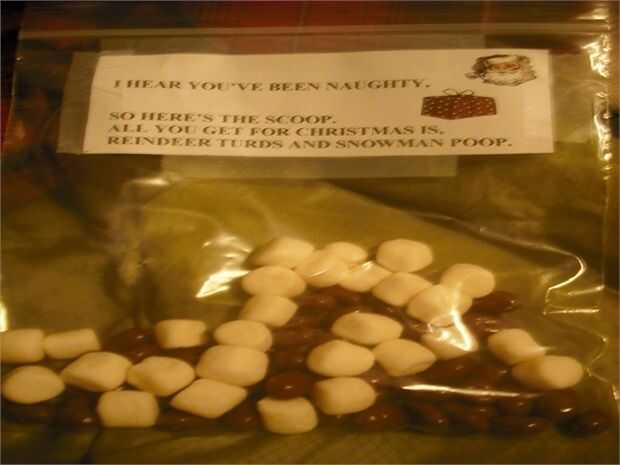 I HEAR YOU'VE BEEN NAUGHTY.
SO HERE'S THE SCOOP.
ALL YOU GET FOR CHRISTMAS IS,
REINDEER TURDS AND SNOWMAN POOP.